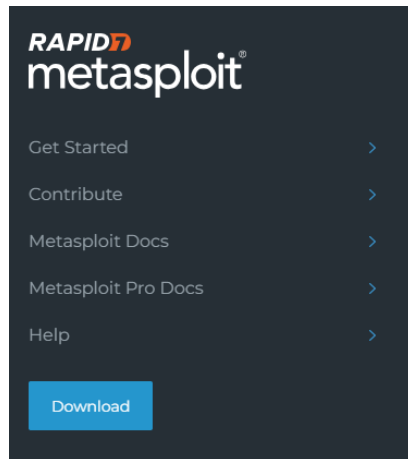 RAPID7
metasploit®
Get Started
Contribute
Metasploit Docs
Metasploit Pro Docs
Help
Download